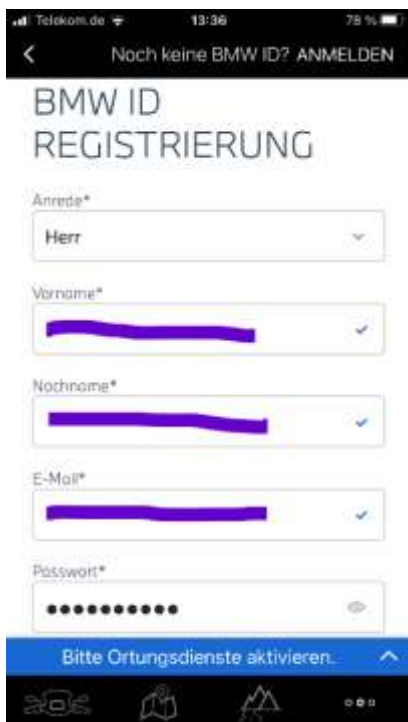 Telekom.de 13:36 78 %
Noch keine BMW ID? ANMELDEN
BMW ID
REGISTRIERUNG
Anrede*
Herr
Vorname*
Nachname*
E-Mail*
Passwort*
●●●●●●●●●●
Bitte Ortungsdienste aktivieren.